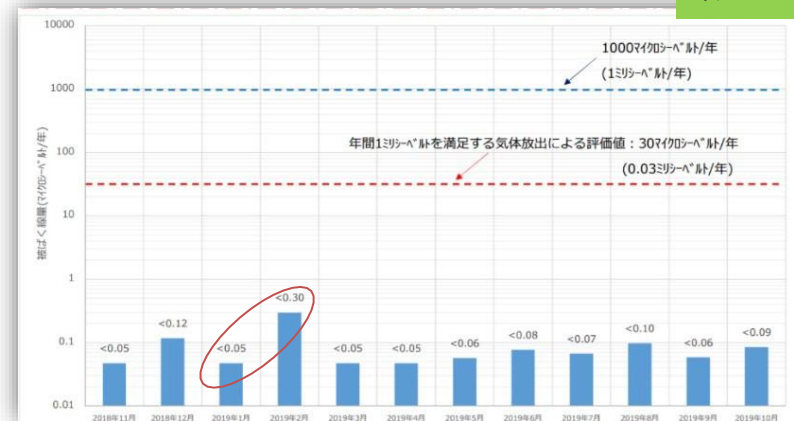 10000
1000
100
10
1
0.1
0.01
被ばく線量(ﾏｲｸﾛｼｰﾍﾞﾙﾄ/年)
1000ﾏｲｸﾛｼｰﾍﾞﾙﾄ/年
(1ﾐﾘｼｰﾍﾞﾙﾄ/年)
年間1ﾐﾘｼｰﾍﾞﾙﾄを満足する気体放出による評価値：30ﾏｲｸﾛｼｰﾍﾞﾙﾄ/年
(0.03ﾐﾘｼｰﾍﾞﾙﾄ/年)
<0.05 <0.12 <0.05 <0.30 <0.05 <0.05 <0.06 <0.08 <0.07 <0.10 <0.06 <0.09
2018年11月 2018年12月 2019年1月 2019年2月 2019年3月 2019年4月 2019年5月 2019年6月 2019年7月 2019年8月 2019年9月 2019年10月